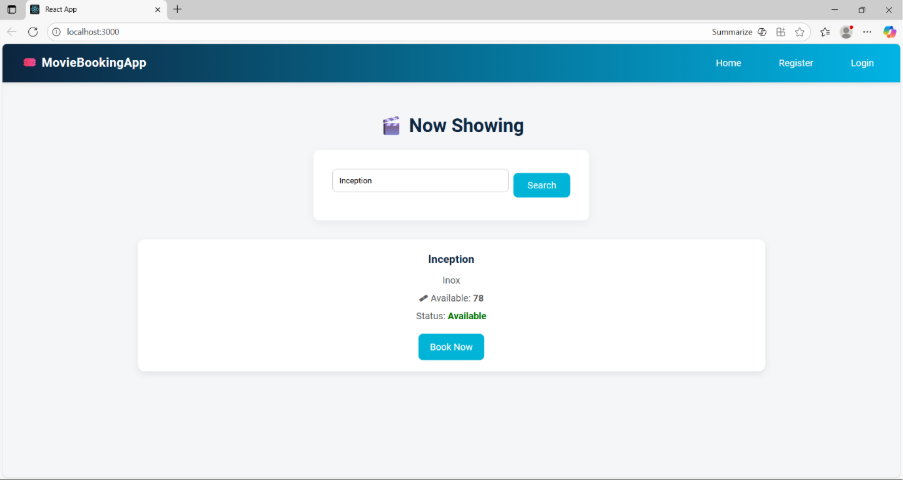 React App
localhost:3000
Summarize
MovieBookingApp
Home Register Login
Now Showing
Inception
Search
Inception
Inox
Available: 78
Status: Available
Book Now